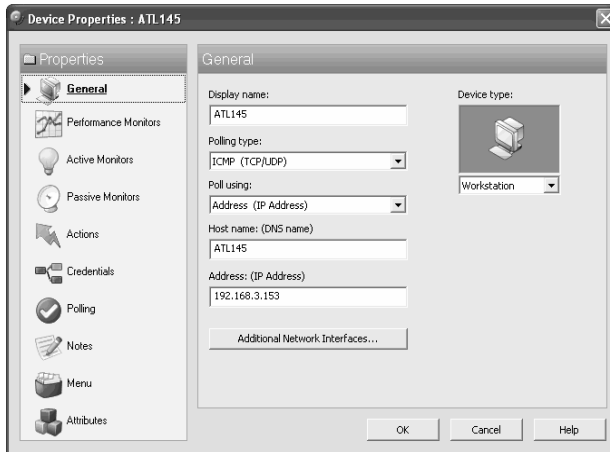 Device Properties : ATL145
Properties
General
Performance Monitors
Active Monitors
Passive Monitors
Actions
Credentials
Polling
Notes
Menu
Attributes
General
Display name:
ATL145
Polling type:
ICMP (TCP/UDP)
Poll using:
Address (IP Address)
Host name: (DNS name)
ATL145
Address: (IP Address)
192.168.3.153
Additional Network Interfaces...
Device type:
Workstation
OK
Cancel
Help